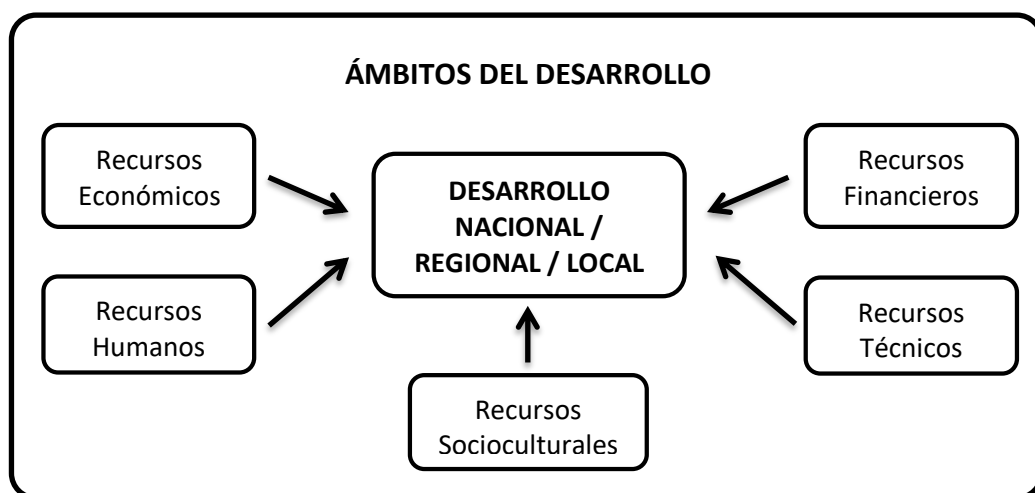 ÁMBITOS DEL DESARROLLO
Recursos
Económicos
DESARROLLO
NACIONAL /
REGIONAL / LOCAL
Recursos
Financieros
Recursos
Humanos
Recursos
Técnicos
Recursos
Socioculturales